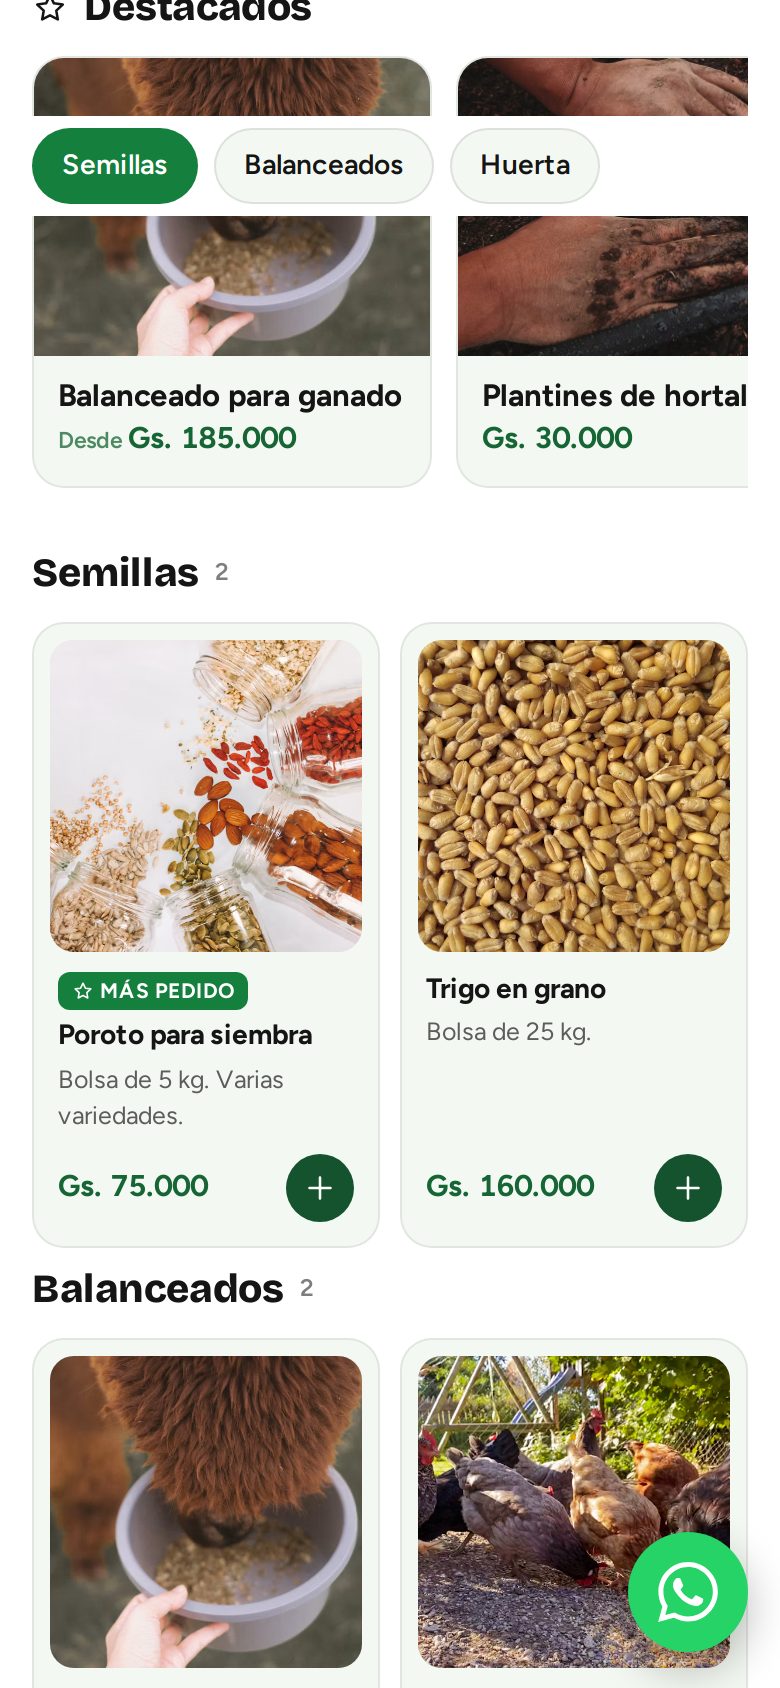 Destacados
Semillas
Balanceados
Huerta
Balanceado para ganado
Desde Gs. 185.000
Plantines de hortal
Gs. 30.000
Semillas 2
MÁS PEDIDO
Poroto para siembra
Bolsa de 5 kg. Varias
variedades.
Gs. 75.000
Trigo en grano
Bolsa de 25 kg.
Gs. 160.000
Balanceados 2